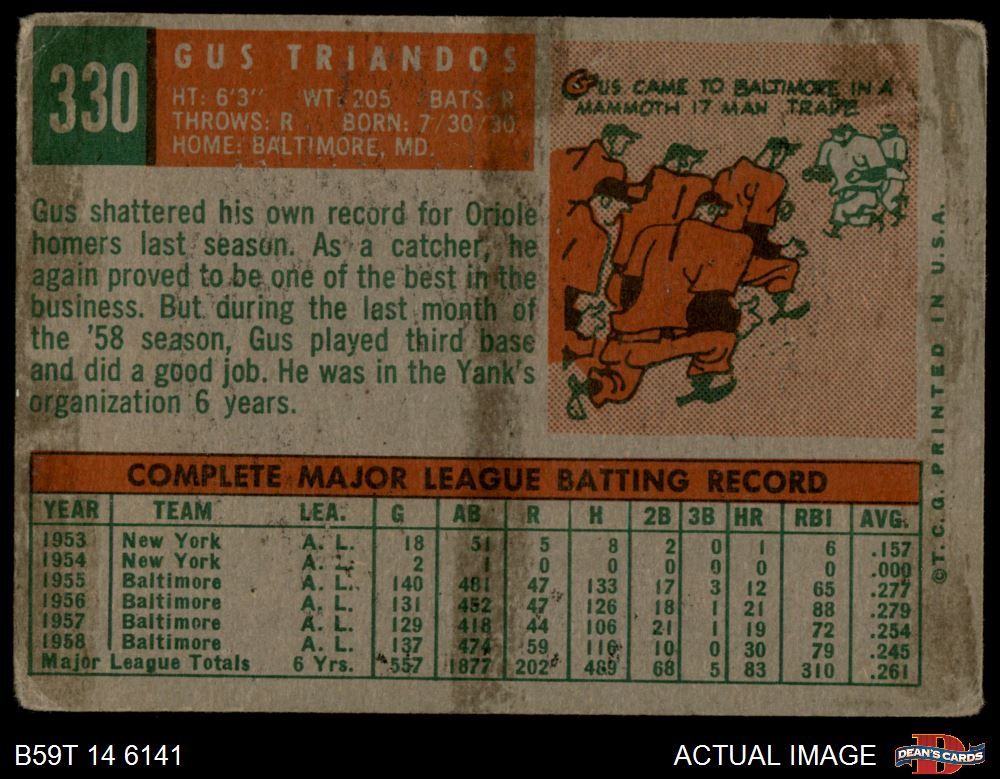 330
GUS TRIANDOS
HT: 6'3" WT: 205 BATS: R
THROWS: R BORN: 7/30/30
HOME: BALTIMORE, MD.
GUS CAME TO BALTIMORE IN A
MAMMOTH 17 MAN TRADE
Gus shattered his own record for Oriole
homers last season. As a catcher, he
again proved to be one of the best in the
business. But during the last month of
the '58 season, Gus played third base
and did a good job. He was in the Yank's
organization 6 years.
COMPLETE MAJOR LEAGUE BATTING RECORD
YEAR TEAM LEA. G AB R H 2B 3B HR RBI AVG.
1953 New York A. L. 18 51 5 8 2 0 1 6 .157
1954 New York A. L. 2 1 0 0 0 0 0 0 .000
1955 Baltimore A. L. 140 481 47 133 17 3 12 65 .277
1956 Baltimore A. L. 131 452 47 126 18 1 21 88 .279
1957 Baltimore A. L. 129 418 44 106 21 1 19 72 .254
1958 Baltimore A. L. 137 474 59 116 10 0 30 79 .245
Major League Totals 6 Yrs. 557 1877 202 489 68 5 83 310 .261
©T. C. G. PRINTED IN U.S.A.
B59T 14 6141
ACTUAL IMAGE
DEAN'S CARDS